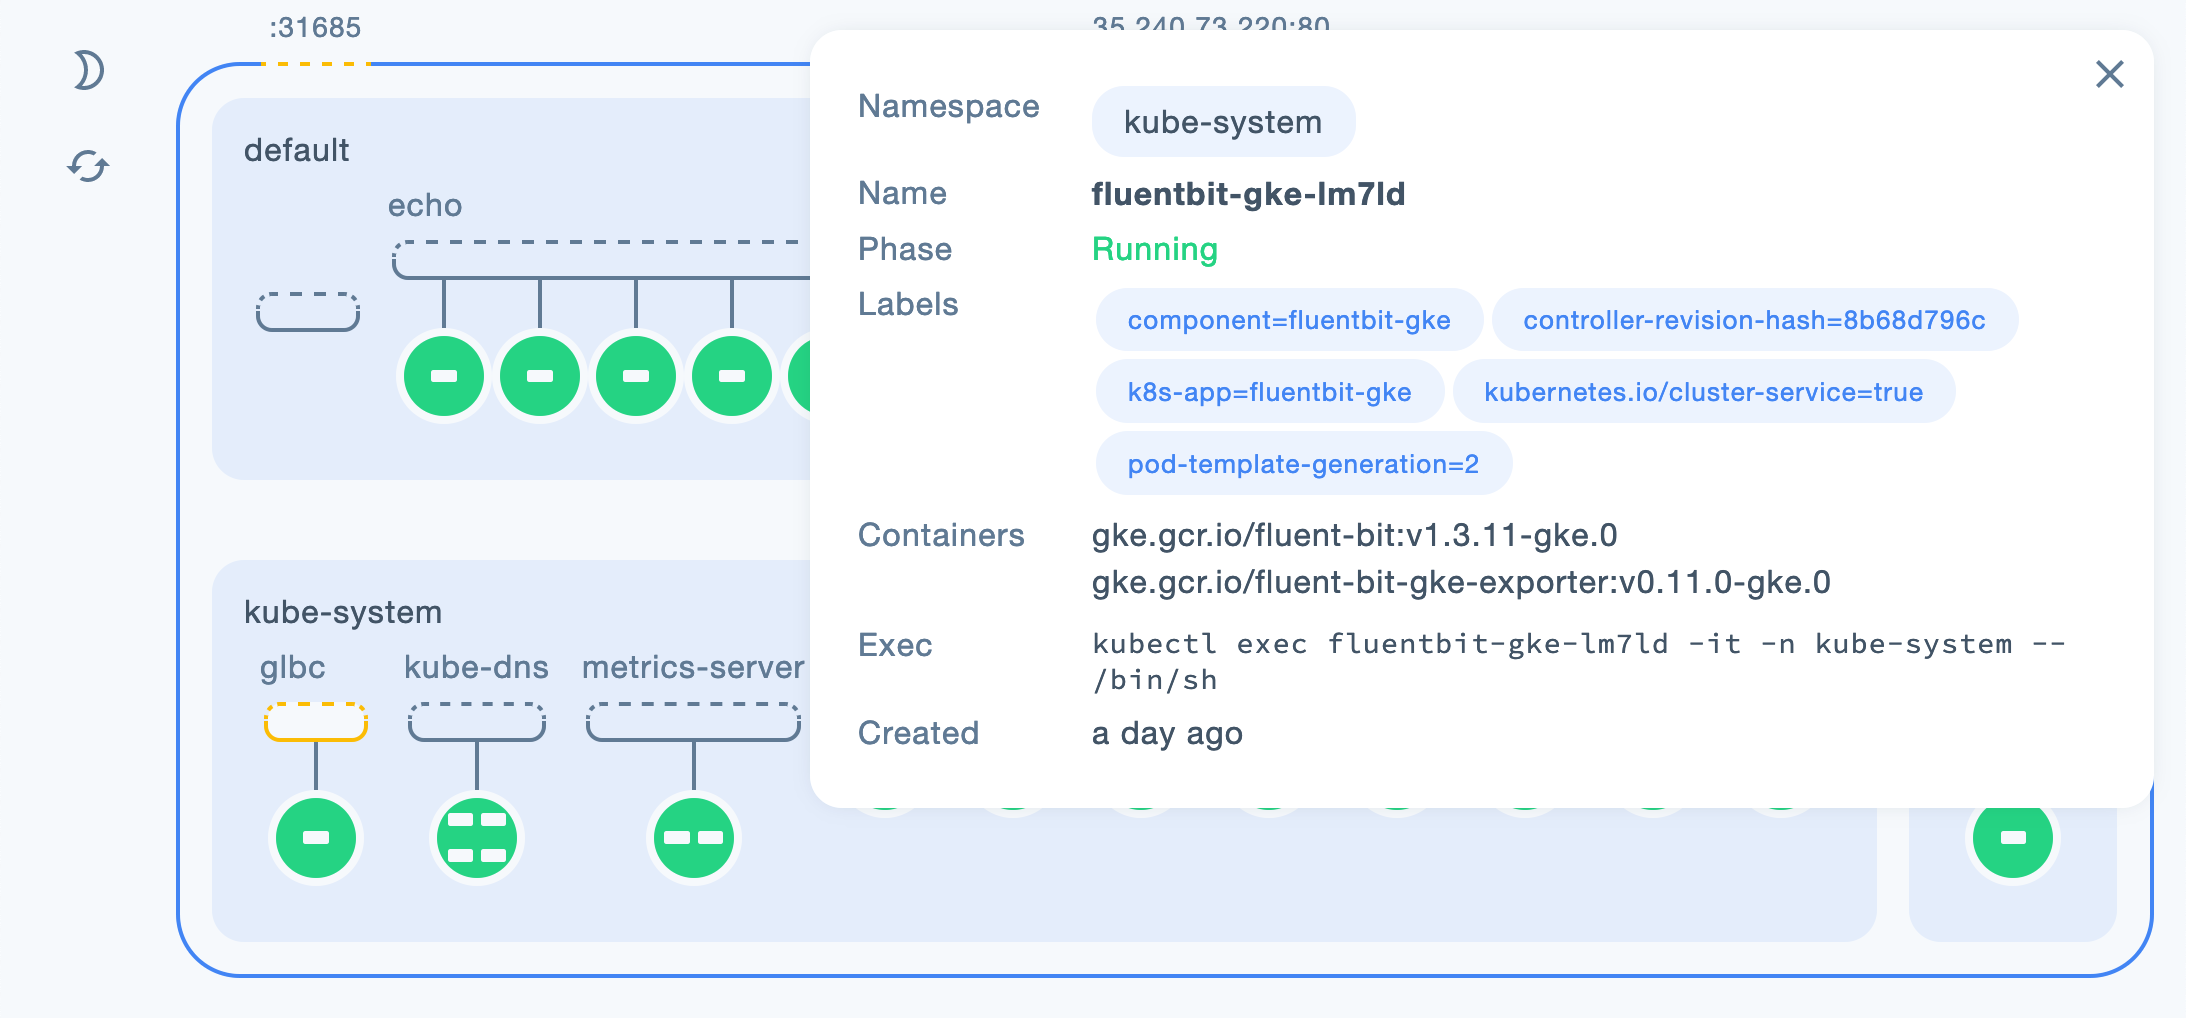 :31685
35.240.73.220:80
default
echo
kube-system
glbc
kube-dns
metrics-server
Namespace
kube-system
Name
fluentbit-gke-lm7ld
Phase
Running
Labels
component=fluentbit-gke
controller-revision-hash=8b68d796c
k8s-app=fluentbit-gke
kubernetes.io/cluster-service=true
pod-template-generation=2
Containers
gke.gcr.io/fluent-bit:v1.3.11-gke.0
gke.gcr.io/fluent-bit-gke-exporter:v0.11.0-gke.0
Exec
kubectl exec fluentbit-gke-lm7ld -it -n kube-system --
/bin/sh
Created
a day ago